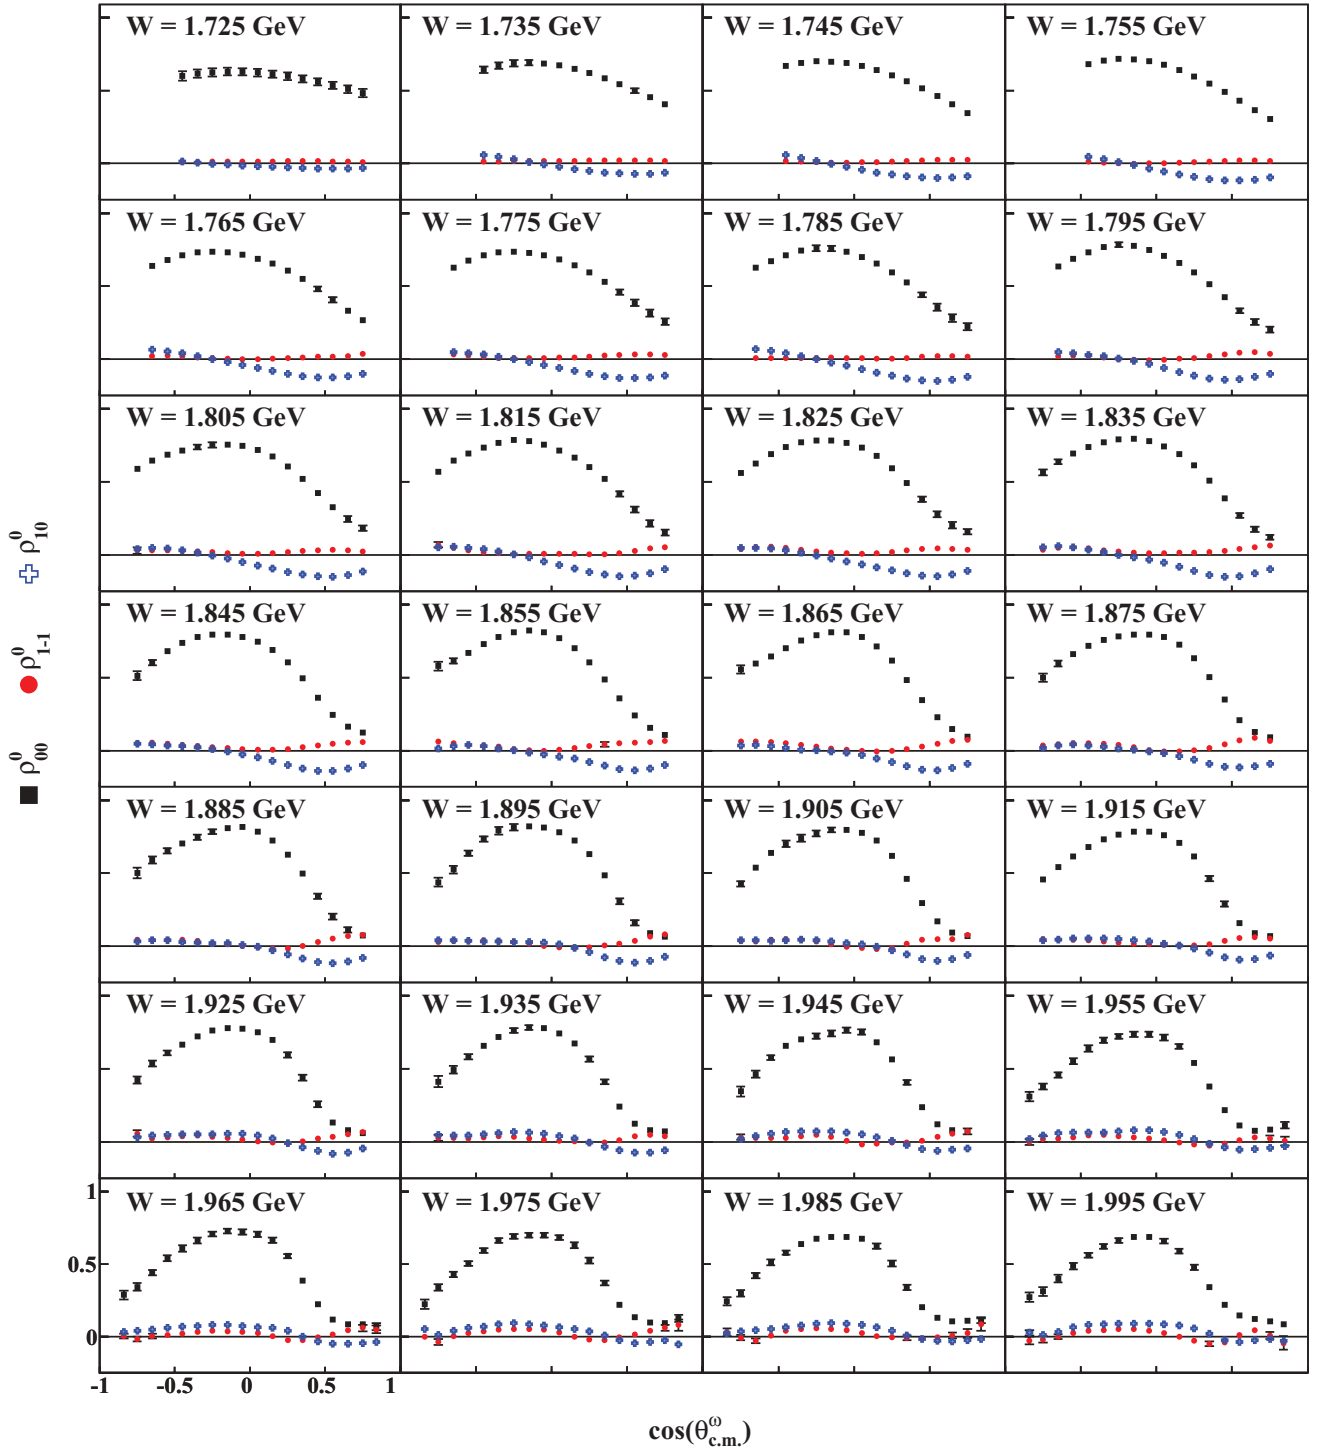 W = 1.725 GeV
W = 1.735 GeV
W = 1.745 GeV
W = 1.755 GeV
W = 1.765 GeV
W = 1.775 GeV
W = 1.785 GeV
W = 1.795 GeV
W = 1.805 GeV
W = 1.815 GeV
W = 1.825 GeV
W = 1.835 GeV
W = 1.845 GeV
W = 1.855 GeV
W = 1.865 GeV
W = 1.875 GeV
W = 1.885 GeV
W = 1.895 GeV
W = 1.905 GeV
W = 1.915 GeV
W = 1.925 GeV
W = 1.935 GeV
W = 1.945 GeV
W = 1.955 GeV
W = 1.965 GeV
W = 1.975 GeV
W = 1.985 GeV
W = 1.995 GeV
1
0.5
0
-1 -0.5 0 0.5 1
cos(θ^ω_c.m.)
■ ρ^0_00 ● ρ^0_1-1 ✚ ρ^0_10